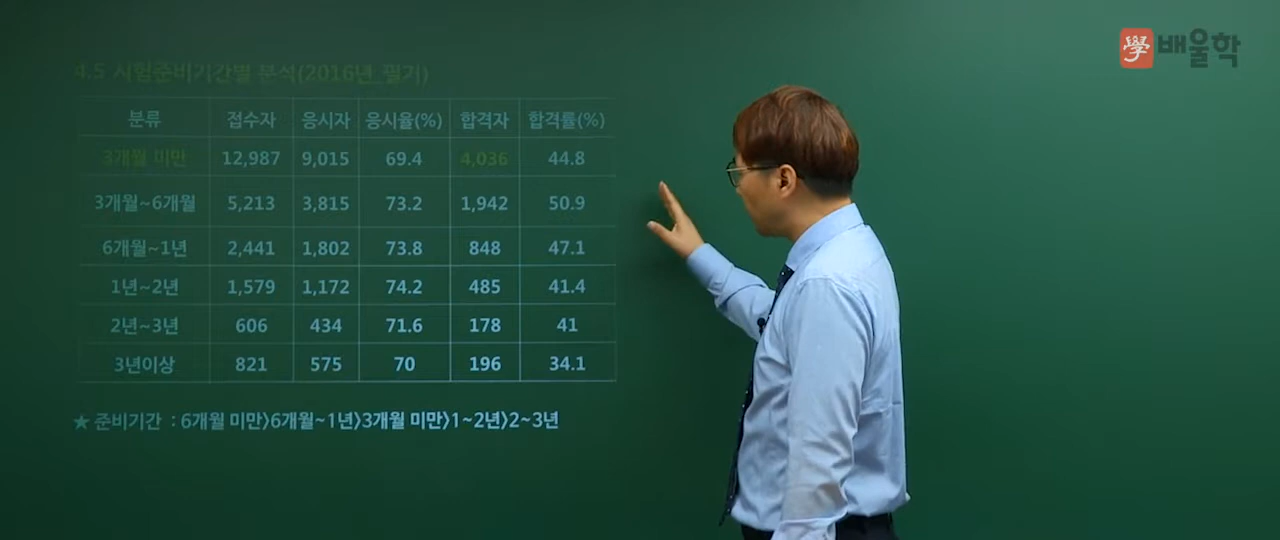 學 배울학
4.5 시험준비기간별 분석(2016년 필기)
분류 접수자 응시자 응시율(%) 합격자 합격률(%)
3개월 미만 12,987 9,015 69.4 4,036 44.8
3개월~6개월 5,213 3,815 73.2 1,942 50.9
6개월~1년 2,441 1,802 73.8 848 47.1
1년~2년 1,579 1,172 74.2 485 41.4
2년~3년 606 434 71.6 178 41
3년이상 821 575 70 196 34.1
★ 준비기간 : 6개월 미만>6개월~1년>3개월 미만>1~2년>2~3년